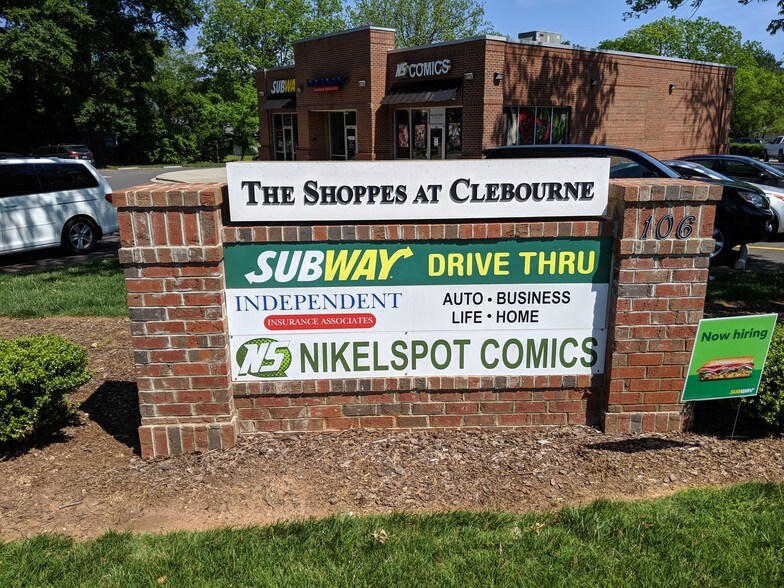 SUBWAY
NS COMICS
THE SHOPPES AT CLEBOURNE
106
SUBWAY DRIVE THRU
INDEPENDENT
INSURANCE ASSOCIATES
AUTO • BUSINESS
LIFE • HOME
NS NIKELSPOT COMICS
Now hiring
SUBWAY